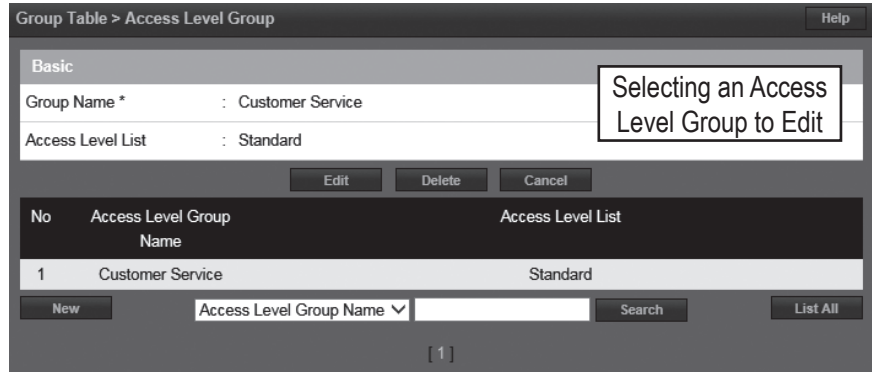 Group Table > Access Level Group
Help
Basic
Group Name * : Customer Service
Access Level List : Standard
Selecting an Access
Level Group to Edit
Edit Delete Cancel
No Access Level Group Name Access Level List
1 Customer Service Standard
New Access Level Group Name Search List All
[ 1 ]